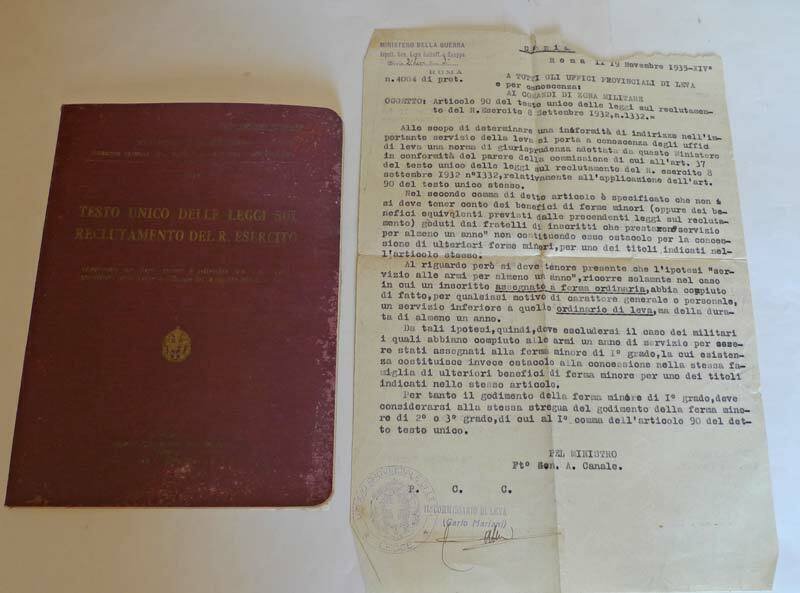 TESTO UNICO DELLE LEGGI SUL
RECLUTAMENTO DEL R. ESERCITO
MINISTERO DELLA GUERRA
ROMA
n.4004 di prot.
Copia
Roma li 19 Novembre 1935-XIV°
A TUTTI GLI UFFICI PROVINCIALI DI LEVA
e per conoscenza:
AI COMANDI DI ZONA MILITARE
OGGETTO: Articolo 90 del testo unico delle leggi sul reclutamen-
to del R.Esercito 8 Settembre 1932,n.1332.=
Allo scopo di determinare una iniformità di indirizzo nell'im-
portante servizio della leva si porta a conoscenza degli uffici
di leva una norma di giurisprudenza adottata da questo Ministero
in conformità del parere della commissione di cui all'art. 37
del testo unico delle leggi sul reclutamento del R. esercito 8
settembre 1932 n°I332,relativamente all'applicazione dell'art.
90 del testo unico stesso.
Nel secondo comma di detto articolo è specificato che non
si deve tener conto dei benefici di ferma minori (oppure dei be-
nefici equivalenti previsti dalle precendenti leggi sul recluta-
mento) goduti dai fratelli di inscritti che prestarono"servizio
per almeno un anno" non costituendo esso ostacolo per la conces-
sione di ulteriori ferme minori,per uno dei titoli indicati nel-
l'articolo stesso.
Al riguardo però si deve tenere presente che l'ipotesi "ser-
vizio alle armi per almeno un anno",ricorre solamnte nel caso
in cui un inscritto assegnato a ferma ordinaria,abbia compiuto
di fatto,per qualsiasi motivo di carattere generale o personale,
un servizio inferiore a quello ordinario di leva,ma della dura-
ta di almeno un anno.
Da tali ipotesi,quindi,deve escludersi il caso dei militari
i quali abbiano compiuto alle armi un anno di servizio per esse-
re stati assegnati alla ferma minore di I° grado,la cui esisten-
za costituisce invece ostacolo alla concessione nella stessa fa-
miglia di ulteriori benefici di ferma minore per uno dei titoli
indicati nello stesso articolo.
Per tanto il godimento della ferma minore di I° grado,deve
considerarsi alla stessa stregua del godimento della ferma mino-
re di 2° o 3° grado,di cui al I° comma dell'articolo 90 del det-
to testo unico.
PEL MINISTRO
Fto Gen. A. Canale.
P. C. C.
IL COMMISSARIO DI LEVA
(Carlo Mariani)